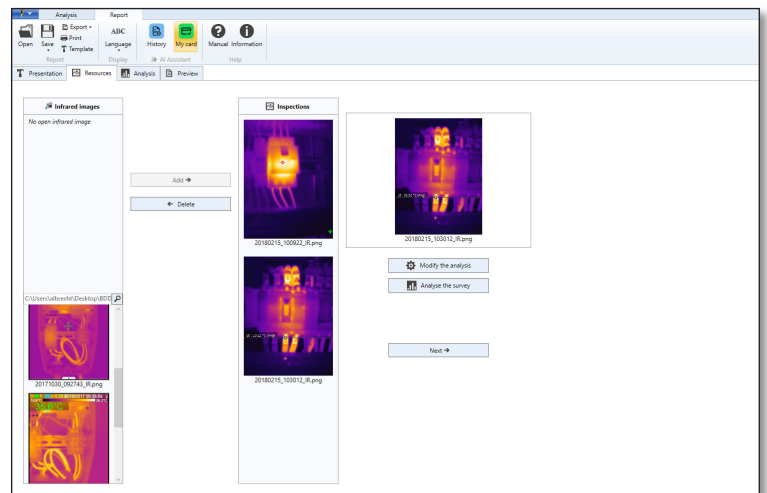 Analysis Report
Open
Save
Export
Print
Template
Report
ABC
Language
Display
History
My card
AI Assistant
Manual Information
Help
Presentation
Resources
Analysis
Preview
Infrared images
No open infrared image
Add
Delete
C:\Users\albrecht\Desktop\BDD
20171030_092743_IR.png
Inspections
20180215_100922_IR.png
20180215_103012_IR.png
20180215_103012_IR.png
Modify the analysis
Analyse the survey
Next